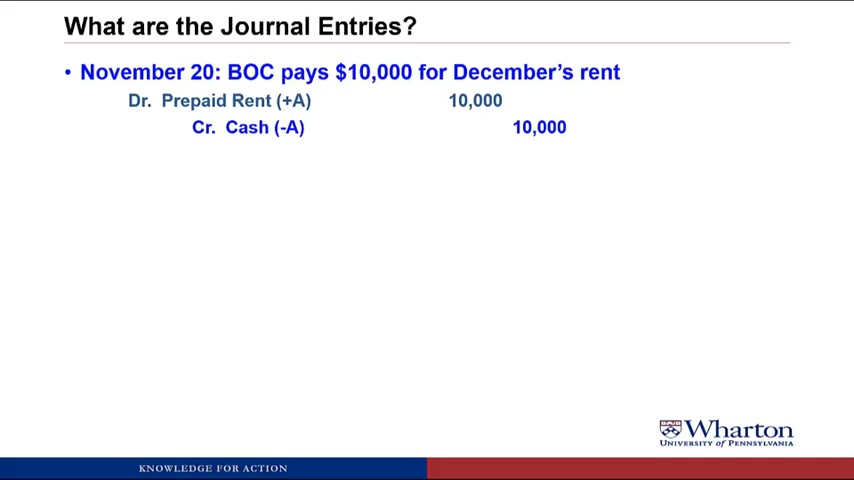 What are the Journal Entries?
• November 20: BOC pays $10,000 for December’s rent
Dr. Prepaid Rent (+A) 10,000
Cr. Cash (-A) 10,000
Wharton
UNIVERSITY of PENNSYLVANIA
KNOWLEDGE FOR ACTION